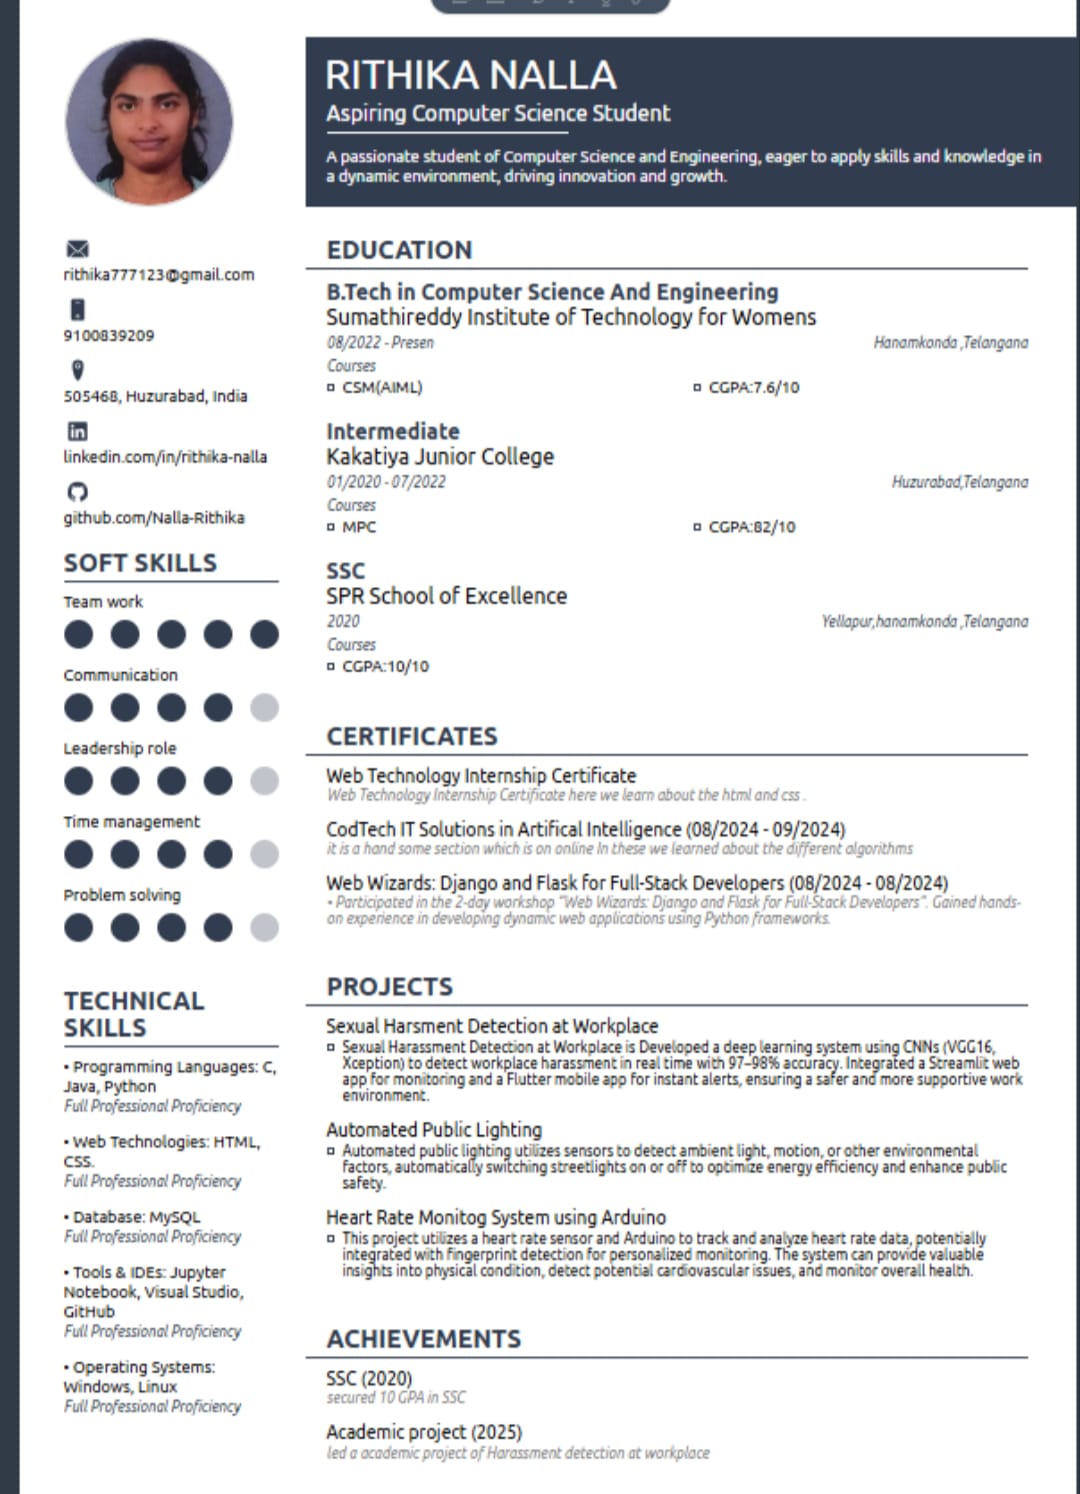 RITHIKA NALLA
Aspiring Computer Science Student
A passionate student of Computer Science and Engineering, eager to apply skills and knowledge in
a dynamic environment, driving innovation and growth.
rithika777123@gmail.com
9100839209
505468, Huzurabad, India
linkedin.com/in/rithika-nalla
github.com/Nalla-Rithika
SOFT SKILLS
Team work
Communication
Leadership role
Time management
Problem solving
TECHNICAL
SKILLS
• Programming Languages: C,
Java, Python
Full Professional Proficiency
• Web Technologies: HTML,
CSS.
Full Professional Proficiency
• Database: MySQL
Full Professional Proficiency
• Tools & IDEs: Jupyter
Notebook, Visual Studio,
GitHub
Full Professional Proficiency
• Operating Systems:
Windows, Linux
Full Professional Proficiency
EDUCATION
B.Tech in Computer Science And Engineering
Sumathireddy Institute of Technology for Womens
08/2022 - Presen Hanamkonda ,Telangana
Courses
CSM(AIML) CGPA:7.6/10
Intermediate
Kakatiya Junior College
01/2020 - 07/2022 Huzurabad,Telangana
Courses
MPC CGPA:82/10
SSC
SPR School of Excellence
2020 Yellapur,hanamkonda ,Telangana
Courses
CGPA:10/10
CERTIFICATES
Web Technology Internship Certificate
Web Technology Internship Certificate here we learn about the html and css .
CodTech IT Solutions in Artifical Intelligence (08/2024 - 09/2024)
it is a hand some section which is on online In these we learned about the different algorithms
Web Wizards: Django and Flask for Full-Stack Developers (08/2024 - 08/2024)
• Participated in the 2-day workshop "Web Wizards: Django and Flask for Full-Stack Developers". Gained hands-
on experience in developing dynamic web applications using Python frameworks.
PROJECTS
Sexual Harsment Detection at Workplace
Sexual Harassment Detection at Workplace is Developed a deep learning system using CNNs (VGG16,
Xception) to detect workplace harassment in real time with 97–98% accuracy. Integrated a Streamlit web
app for monitoring and a Flutter mobile app for instant alerts, ensuring a safer and more supportive work
environment.
Automated Public Lighting
Automated public lighting utilizes sensors to detect ambient light, motion, or other environmental
factors, automatically switching streetlights on or off to optimize energy efficiency and enhance public
safety.
Heart Rate Monitog System using Arduino
This project utilizes a heart rate sensor and Arduino to track and analyze heart rate data, potentially
integrated with fingerprint detection for personalized monitoring. The system can provide valuable
insights into physical condition, detect potential cardiovascular issues, and monitor overall health.
ACHIEVEMENTS
SSC (2020)
secured 10 GPA in SSC
Academic project (2025)
led a academic project of Harassment detection at workplace